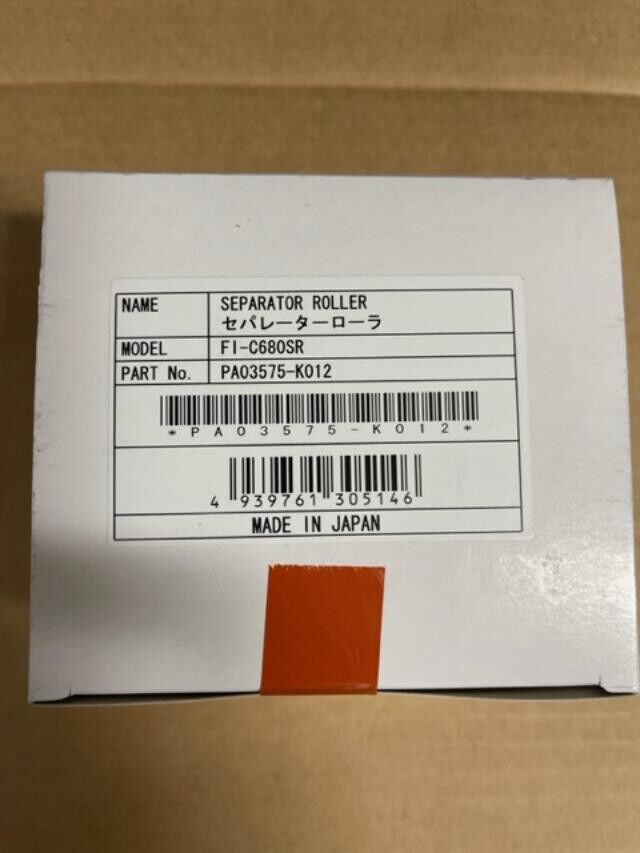 NAME SEPARATOR ROLLER
セパレーターローラ
MODEL FI-C680SR
PART No. PA03575-K012
*PA03575-K012*
4 939761 305146
MADE IN JAPAN